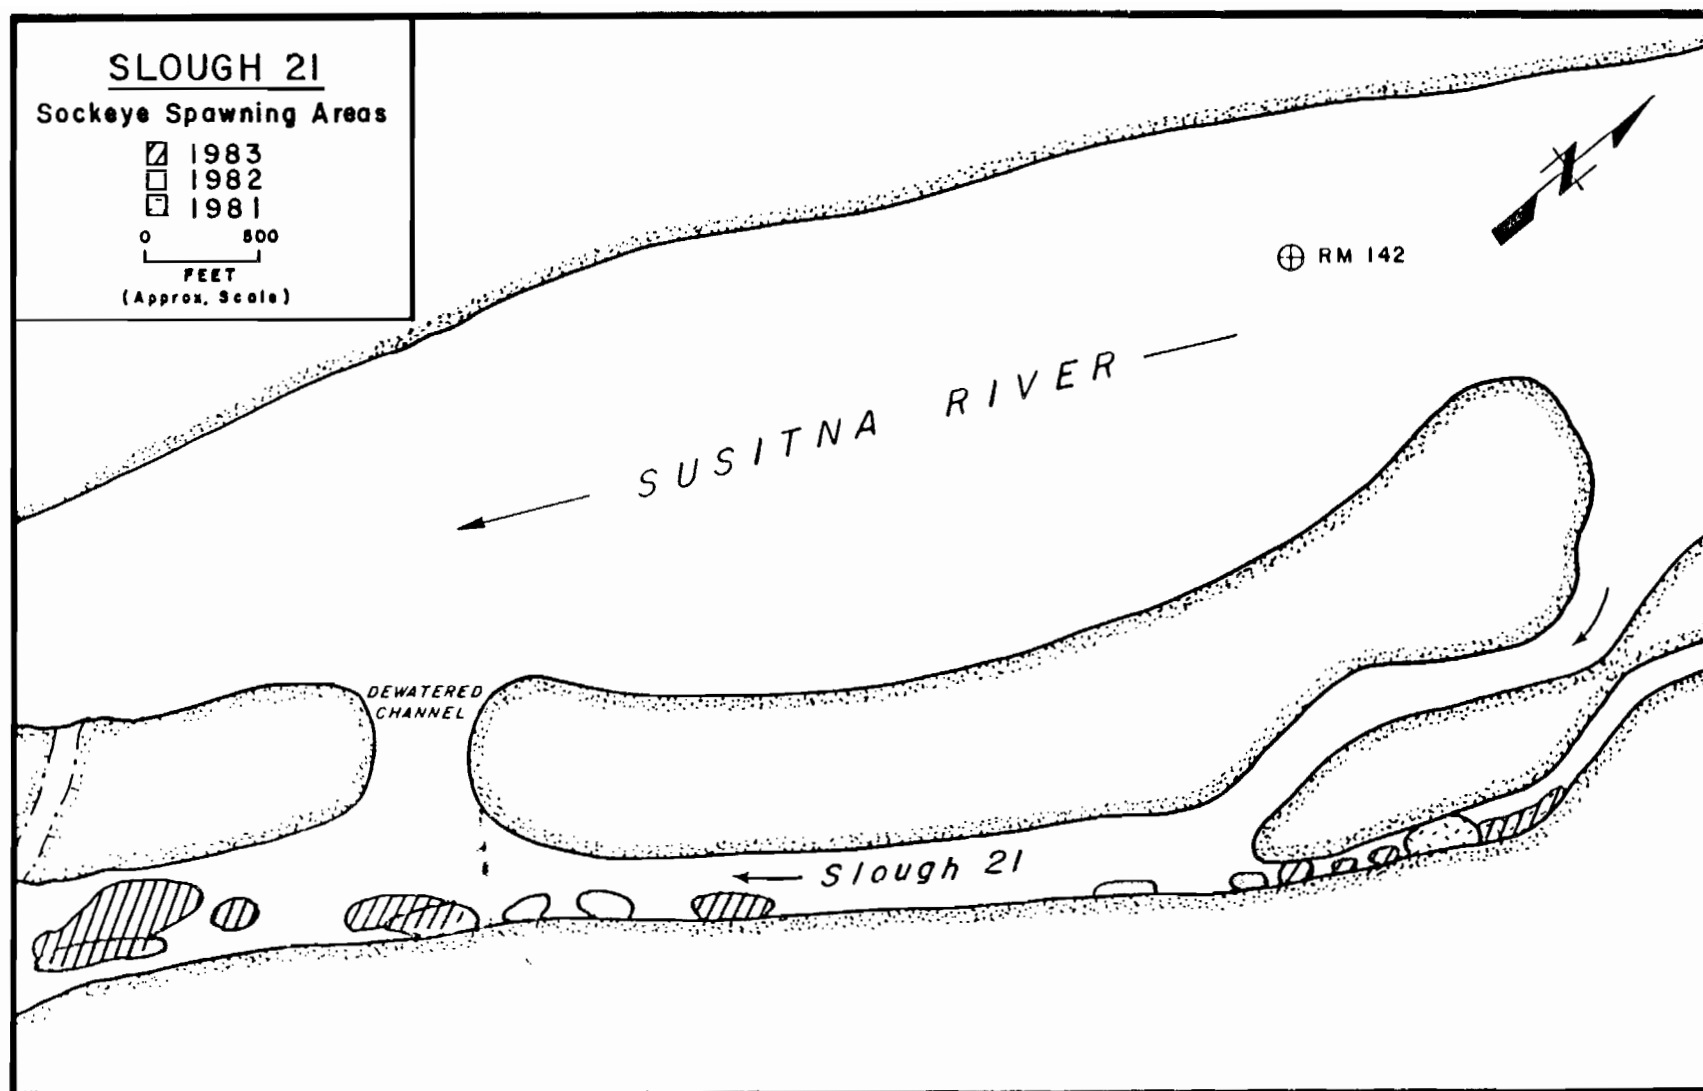 SLOUGH 21
Sockeye Spawning Areas
1983
1982
1981
0 800
FEET
(Approx. Scale)
N
RM 142
SUSITNA RIVER
DEWATERED
CHANNEL
Slough 21